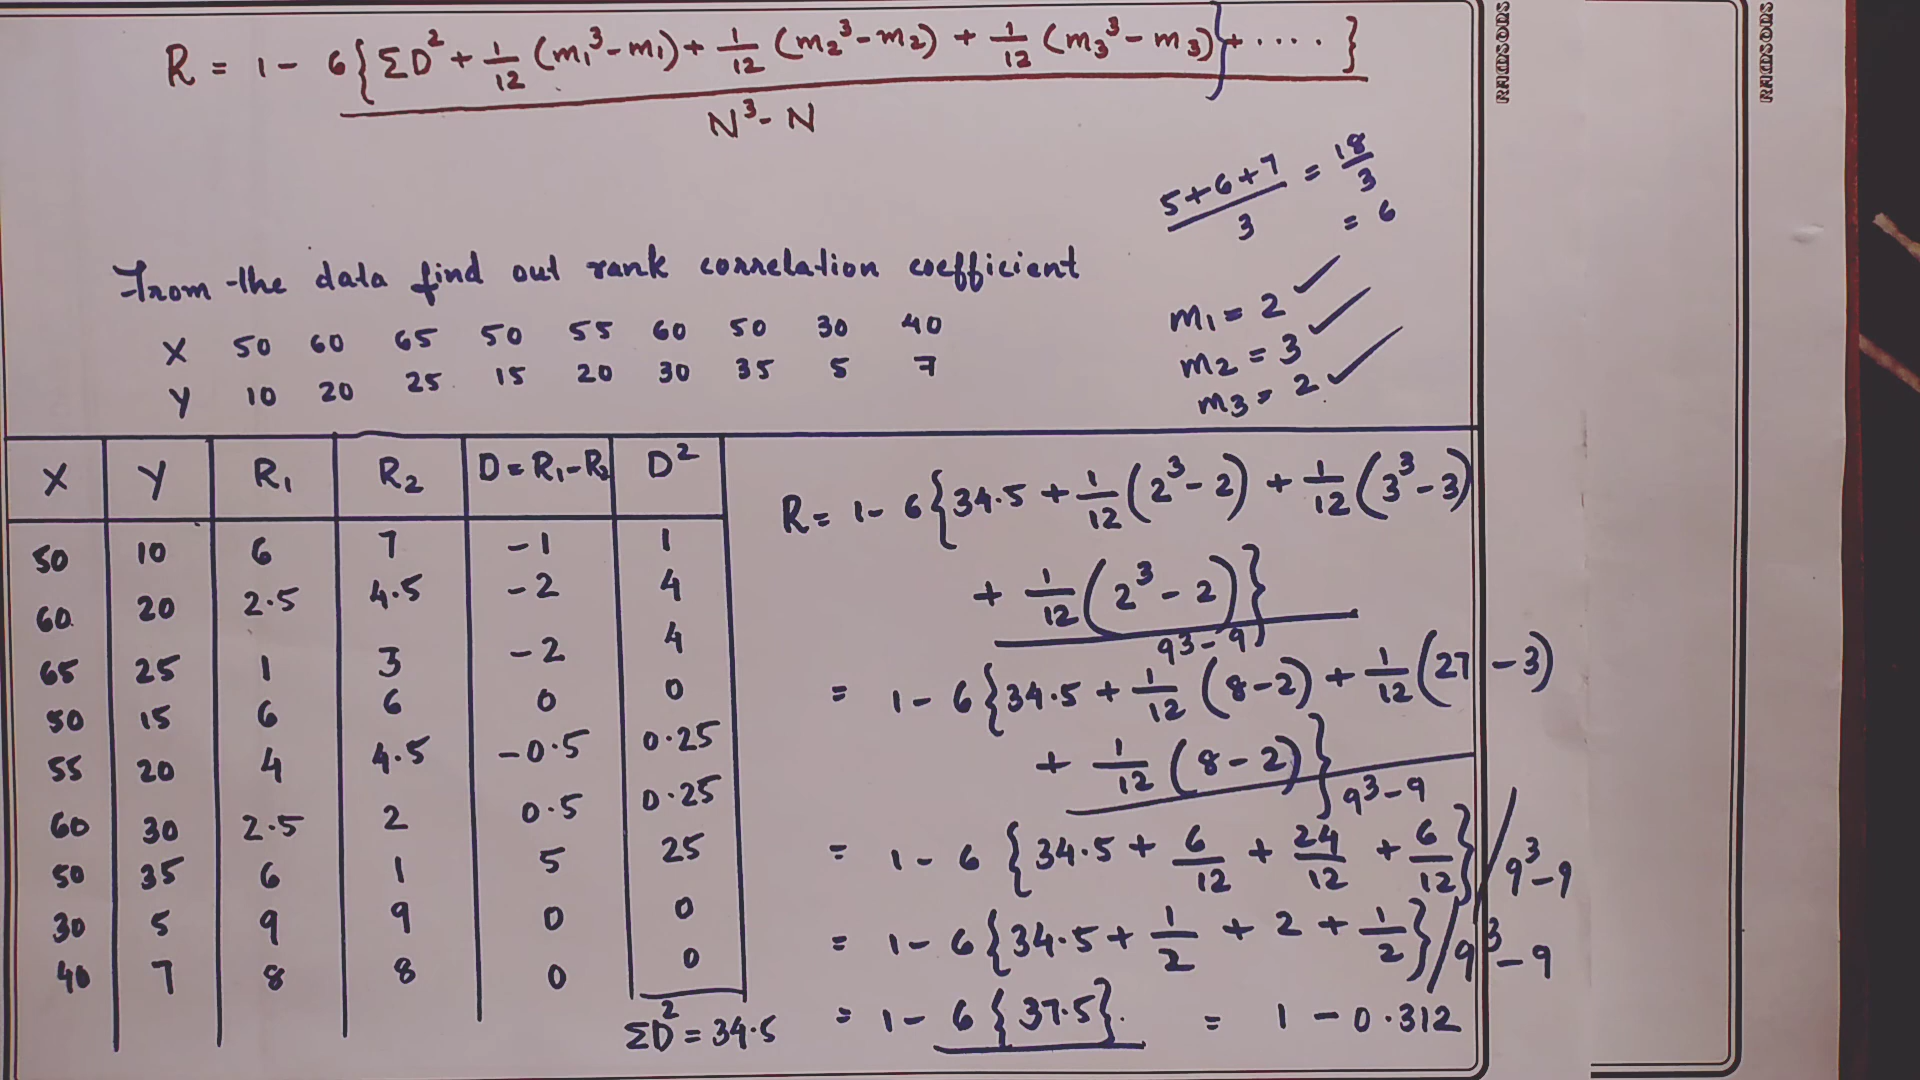 R = 1 - 6{ΣD² + 1/12 (m₁³-m₁) + 1/12 (m₂³-m₂) + 1/12 (m₃³-m₃)} + ....}
N³-N
5+6+7/3 = 18/3
= 6
From the data find out rank correlation coefficient
X 50 60 65 50 55 60 50 30 40
Y 10 20 25 15 20 30 35 5 7
m₁ = 2 ✓
m₂ = 3 ✓
m₃ = 2 ✓
X Y R₁ R₂ D = R₁-R₂ D²
50 10 6 7 -1 1
60 20 2.5 4.5 -2 4
65 25 1 3 -2 4
50 15 6 6 0 0
55 20 4 4.5 -0.5 0.25
60 30 2.5 2 0.5 0.25
50 35 6 1 5 25
30 5 9 9 0 0
40 7 8 8 0 0
ΣD² = 34.5
R = 1 - 6{34.5 + 1/12 (2³-2) + 1/12 (3³-3)
+ 1/12 (2³-2)}
9³-9
= 1 - 6{34.5 + 1/12 (8-2) + 1/12 (27-3)
+ 1/12 (8-2)}
9³-9
= 1 - 6{34.5 + 6/12 + 24/12 + 6/12}/9³-9
= 1 - 6{34.5 + 1/2 + 2 + 1/2}/9³-9
= 1 - 6{37.5}. = 1 - 0.312
SQOSADUU
SQOSADUU